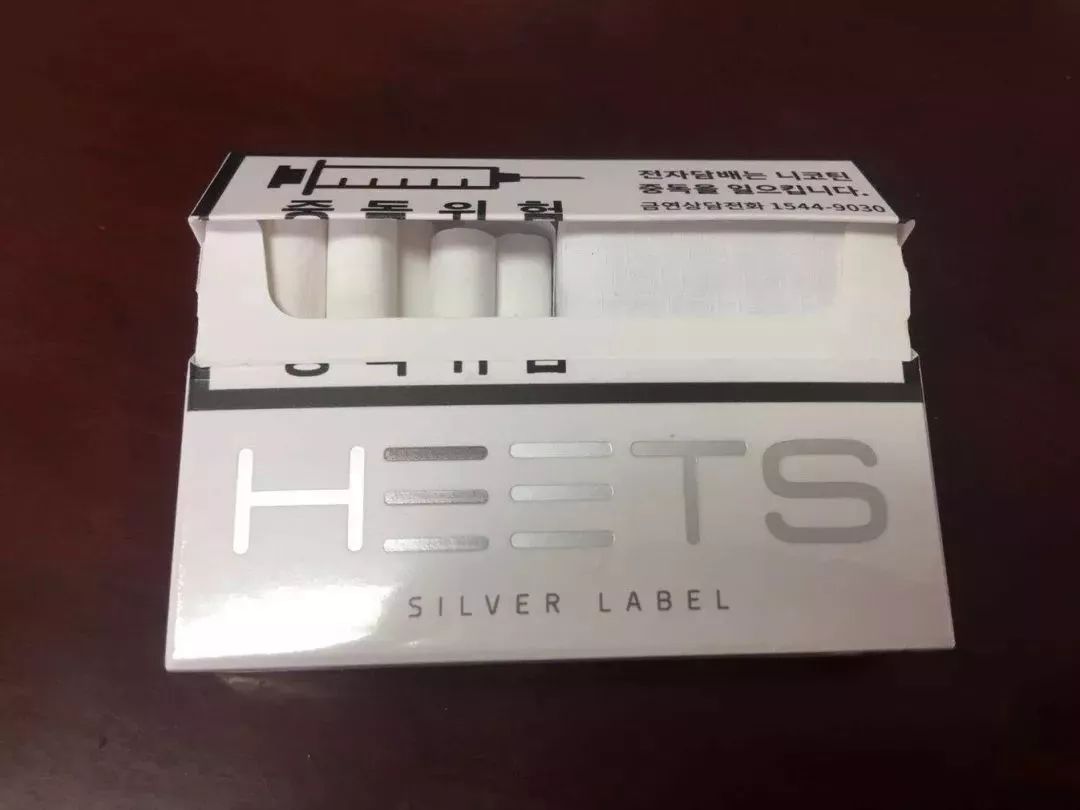 중독위험
전자담배는 니코틴
중독을 일으킵니다.
금연상담전화 1544-9030
HEETS
SILVER LABEL